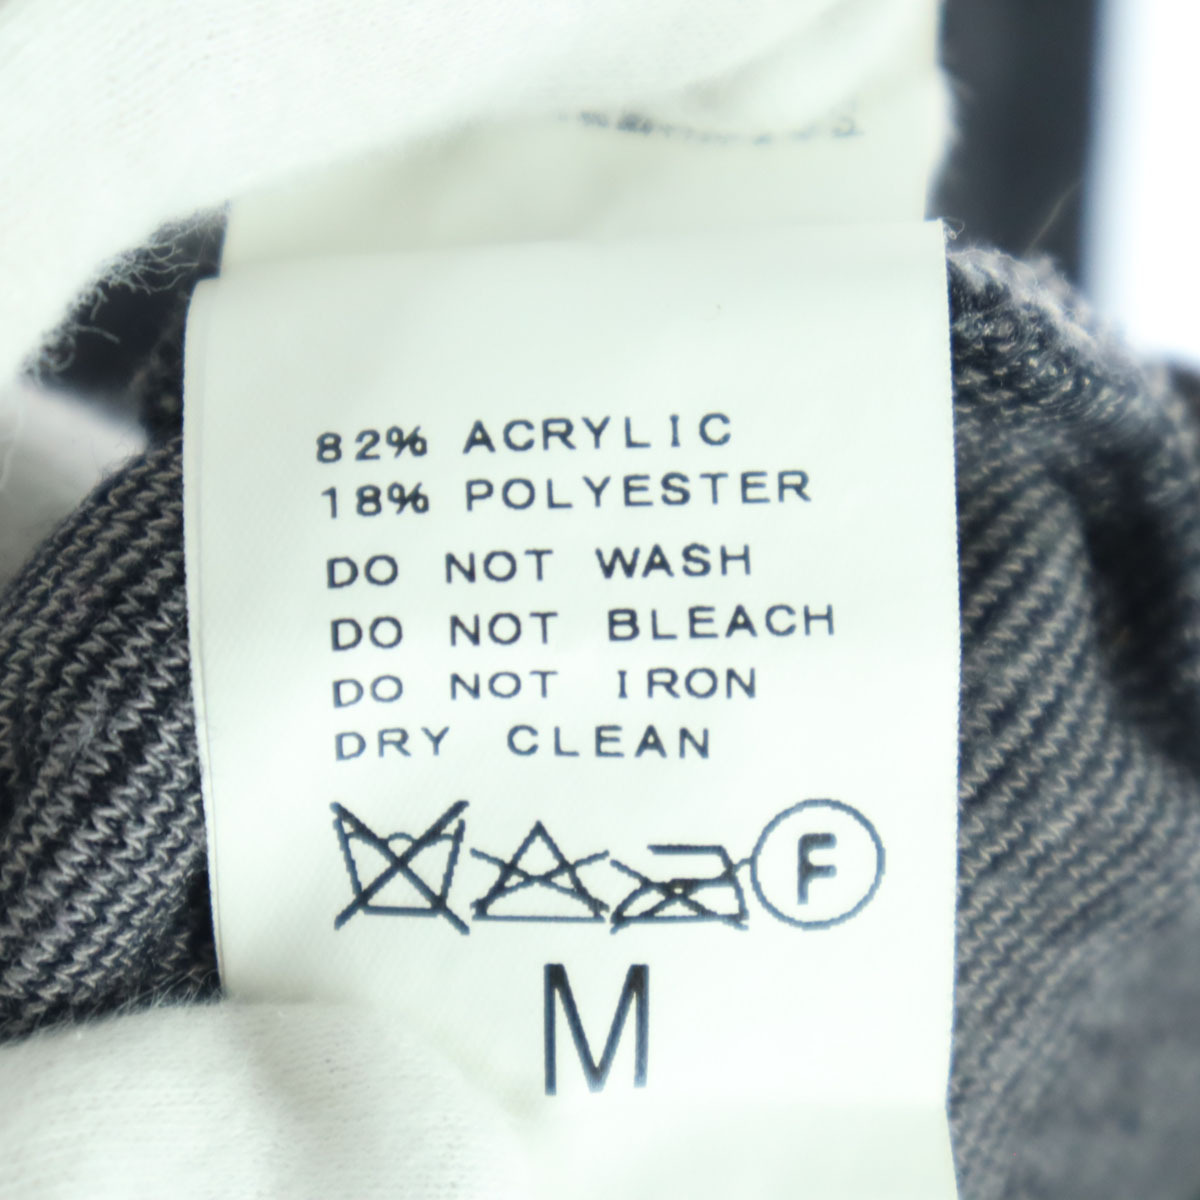 82% ACRYLIC
18% POLYESTER
DO NOT WASH
DO NOT BLEACH
DO NOT IRON
DRY CLEAN
F
M